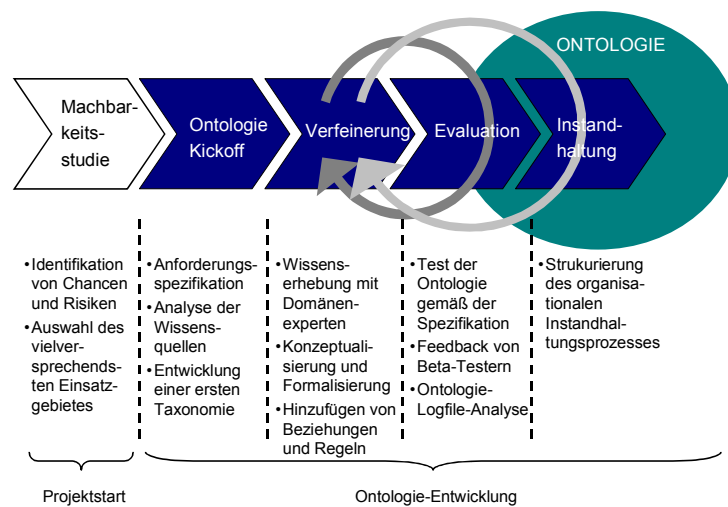 ONTOLOGIE
Machbar-
keits-
studie
Ontologie
Kickoff
Verfeinerung
Evaluation
Instand-
haltung
•Identifikation
von Chancen
und Risiken
•Auswahl des
vielver-
sprechends-
ten Einsatz-
gebietes
•Anforderungs-
spezifikation
•Analyse der
Wissens-
quellen
•Entwicklung
einer ersten
Taxonomie
•Wissens-
erhebung mit
Domänen-
experten
•Konzeptuali-
sierung und
Formalisierung
•Hinzufügen von
Beziehungen
und Regeln
•Test der
Ontologie
gemäß der
Spezifikation
•Feedback von
Beta-Testern
•Ontologie-
Logfile-Analyse
•Strukurierung
des organisa-
tionalen
Instandhal-
tungsprozesses
Projektstart
Ontologie-Entwicklung